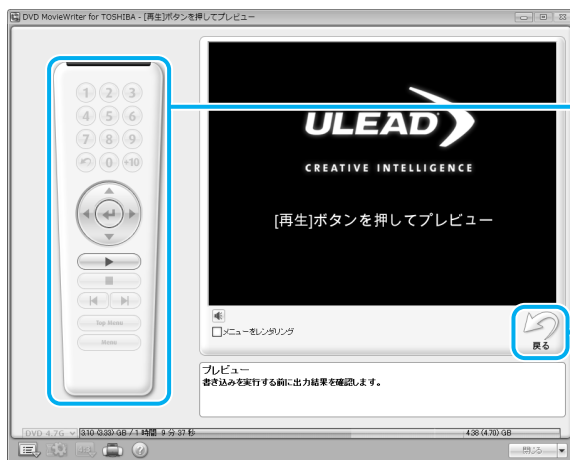 DVD MovieWriter for TOSHIBA - [再生]ボタンを押してプレビュー
1 2 3
4 5 6
7 8 9
0 +10
Top Menu
Menu
ULEAD
CREATIVE INTELLIGENCE
[再生]ボタンを押してプレビュー
メニューをレンダリング
戻る
プレビュー
書き込みを実行する前に出力結果を確認します。
DVD 4.7G 3.10 (3.33) GB / 1 時間 9 分 37 秒 4.38 (4.70) GB
閉じる